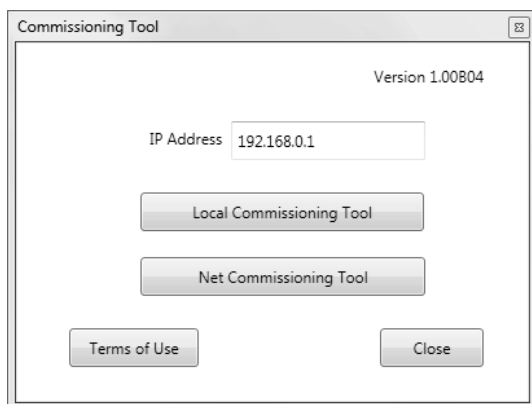 Commissioning Tool
Version 1.00B04
IP Address 192.168.0.1
Local Commissioning Tool
Net Commissioning Tool
Terms of Use Close